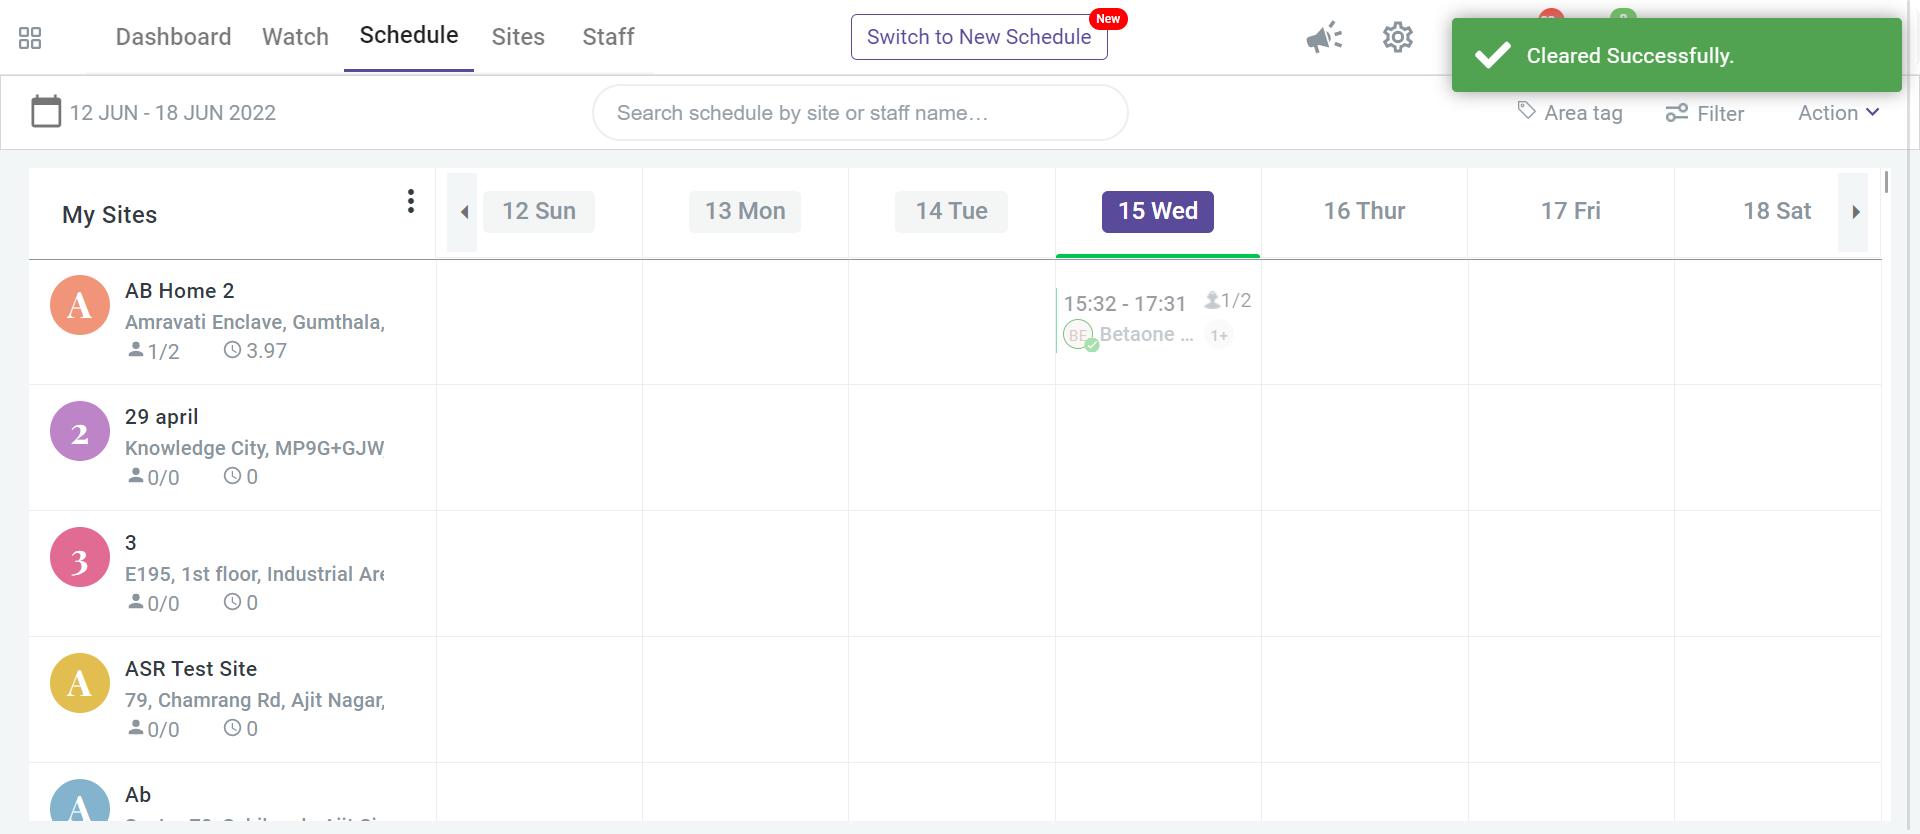 Dashboard Watch Schedule Sites Staff Switch to New Schedule New
Cleared Successfully.
12 JUN - 18 JUN 2022 Search schedule by site or staff name... Area tag Filter Action
My Sites 12 Sun 13 Mon 14 Tue 15 Wed 16 Thur 17 Fri 18 Sat
A AB Home 2
Amravati Enclave, Gumthala,
1/2 3.97
15:32 - 17:31 1/2
BE Betaone ... 1+
2 29 april
Knowledge City, MP9G+GJW
0/0 0
3 3
E195, 1st floor, Industrial Are
0/0 0
A ASR Test Site
79, Chamrang Rd, Ajit Nagar,
0/0 0
A Ab